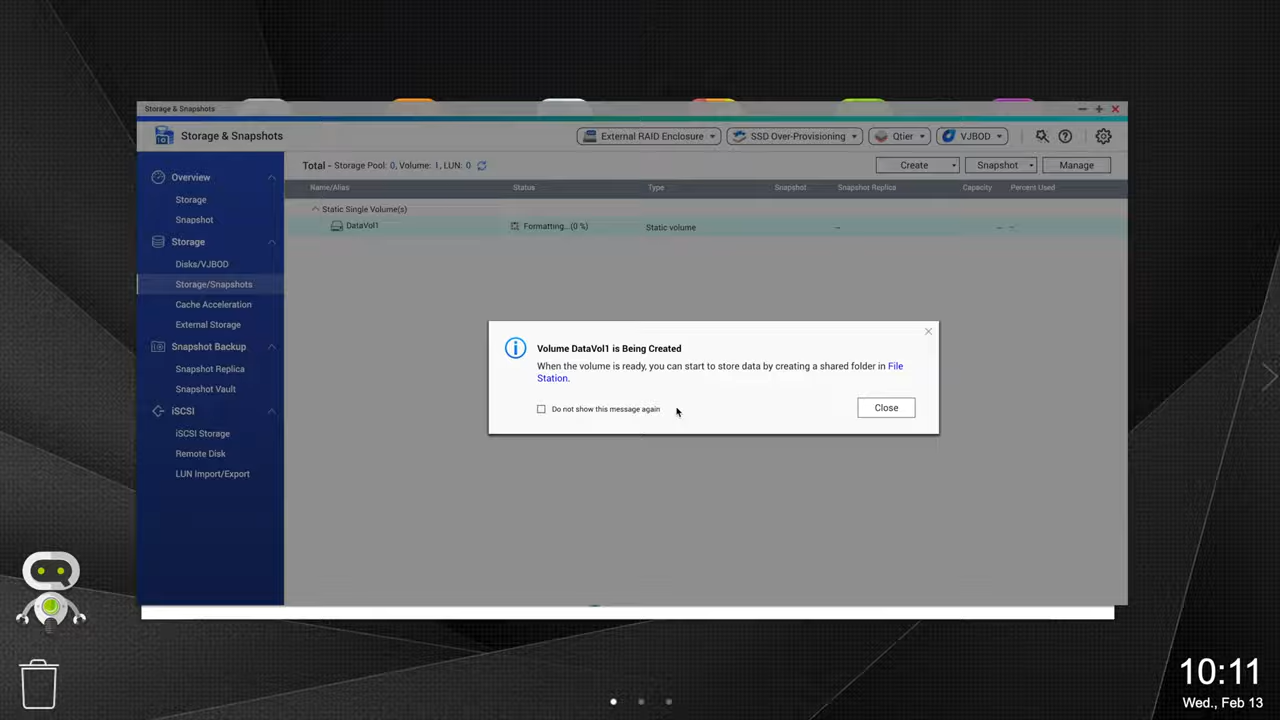 Storage & Snapshots
Storage & Snapshots
External RAID Enclosure
SSD Over-Provisioning
Qtier
VJBOD
Total - Storage Pool: 0, Volume: 1, LUN: 0
Create
Snapshot
Manage
Name/Alias Status Type Snapshot Snapshot Replica Capacity Percent Used
Static Single Volume(s)
DataVol1 Formatting...(0 %) Static volume -- -- --
Overview
Storage
Snapshot
Storage
Disks/VJBOD
Storage/Snapshots
Cache Acceleration
External Storage
Snapshot Backup
Snapshot Replica
Snapshot Vault
iSCSI
iSCSI Storage
Remote Disk
LUN Import/Export
Volume DataVol1 is Being Created
When the volume is ready, you can start to store data by creating a shared folder in File
Station.
Do not show this message again
Close
10:11
Wed., Feb 13